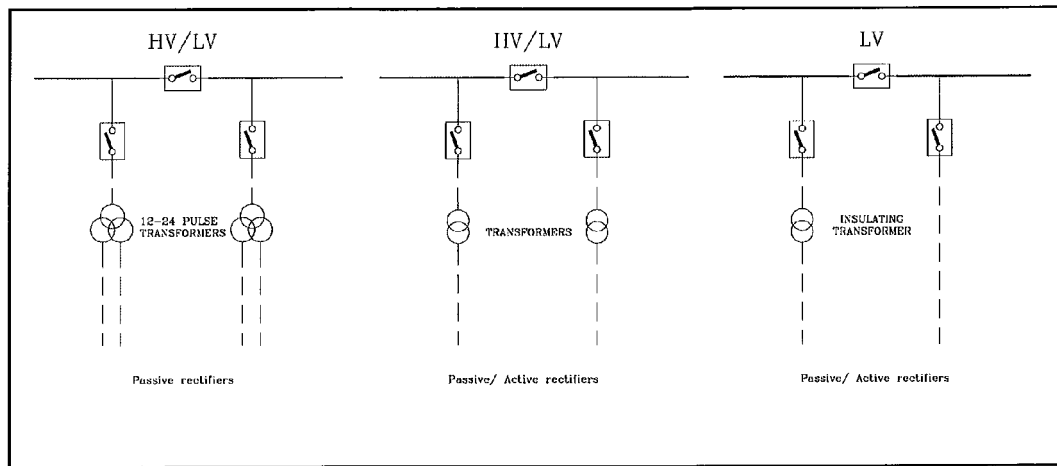 HV/LV
IIV/LV
LV
12-24 PULSE
TRANSFORMERS
TRANSFORMERS
INSULATING
TRANSFORMER
Passive rectifiers
Passive/ Active rectifiers
Passive/ Active rectifiers